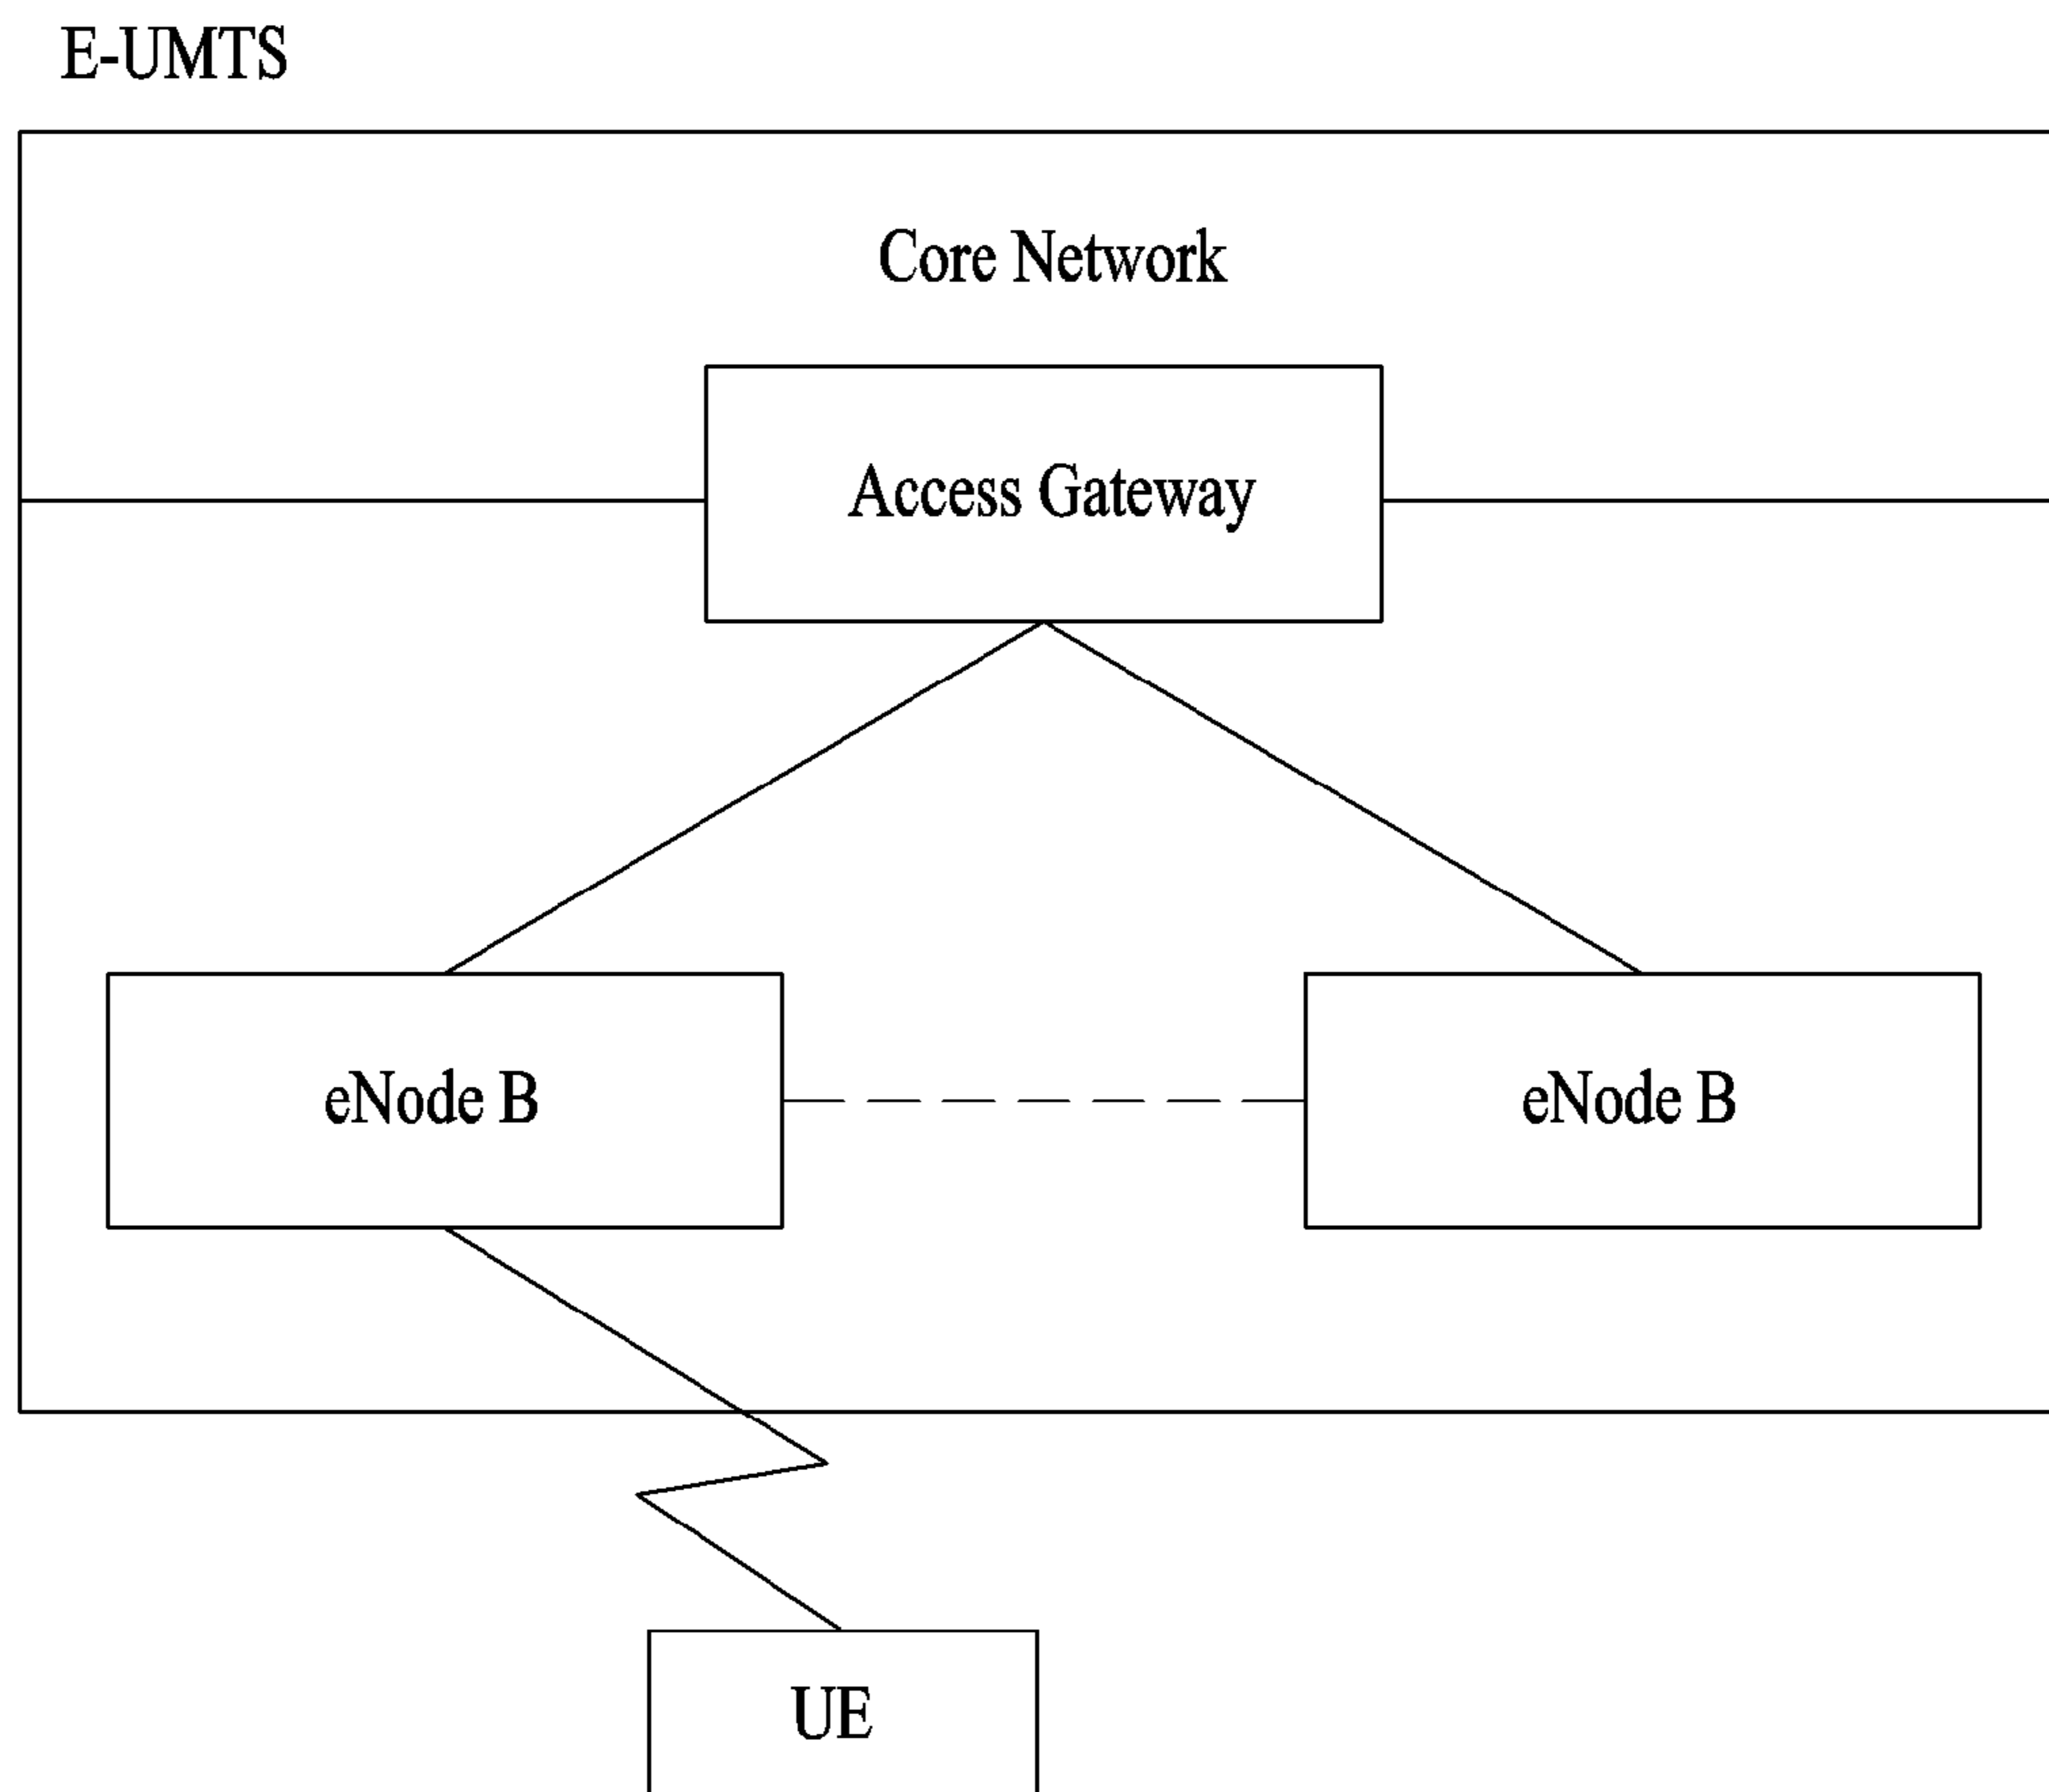 E-UMTS
Core Network
Access Gateway
eNode B
eNode B
UE